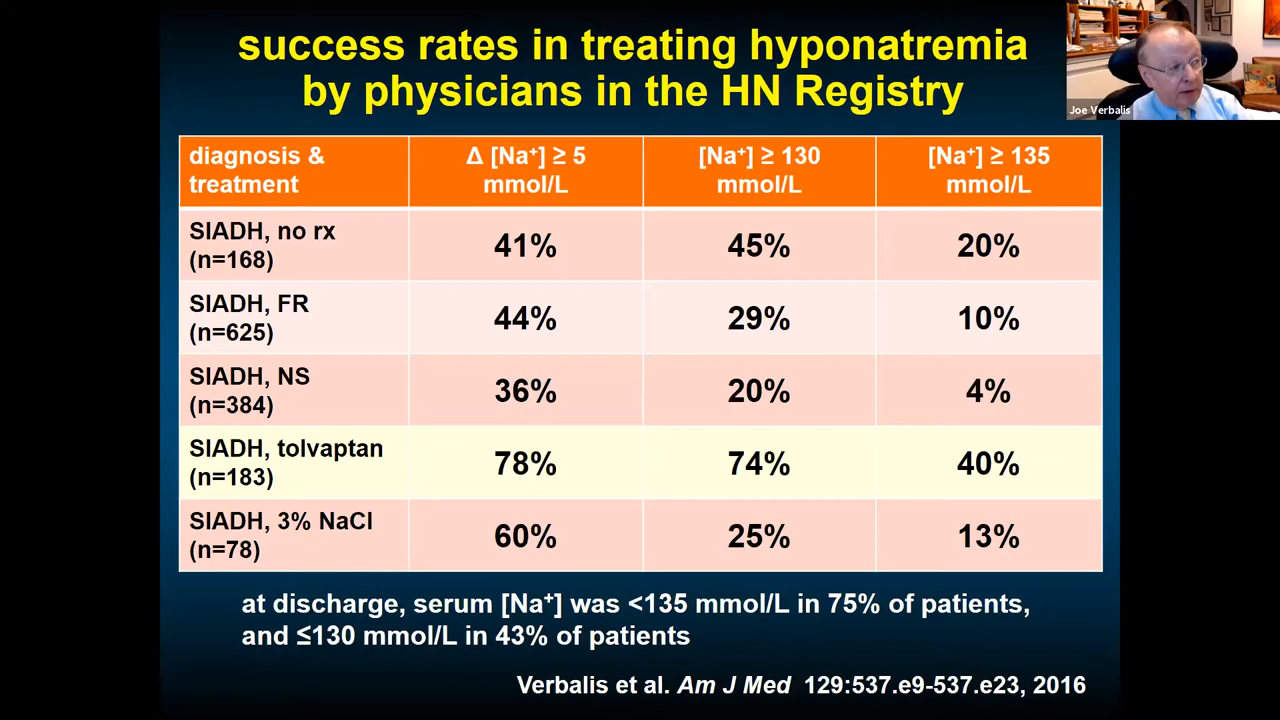 success rates in treating hyponatremia
by physicians in the HN Registry
Joe Verbalis
diagnosis &
treatment
Δ [Na⁺] ≥ 5
mmol/L
[Na⁺] ≥ 130
mmol/L
[Na⁺] ≥ 135
mmol/L
SIADH, no rx
(n=168)
41%
45%
20%
SIADH, FR
(n=625)
44%
29%
10%
SIADH, NS
(n=384)
36%
20%
4%
SIADH, tolvaptan
(n=183)
78%
74%
40%
SIADH, 3% NaCl
(n=78)
60%
25%
13%
at discharge, serum [Na⁺] was <135 mmol/L in 75% of patients,
and ≤130 mmol/L in 43% of patients
Verbalis et al. Am J Med 129:537.e9-537.e23, 2016